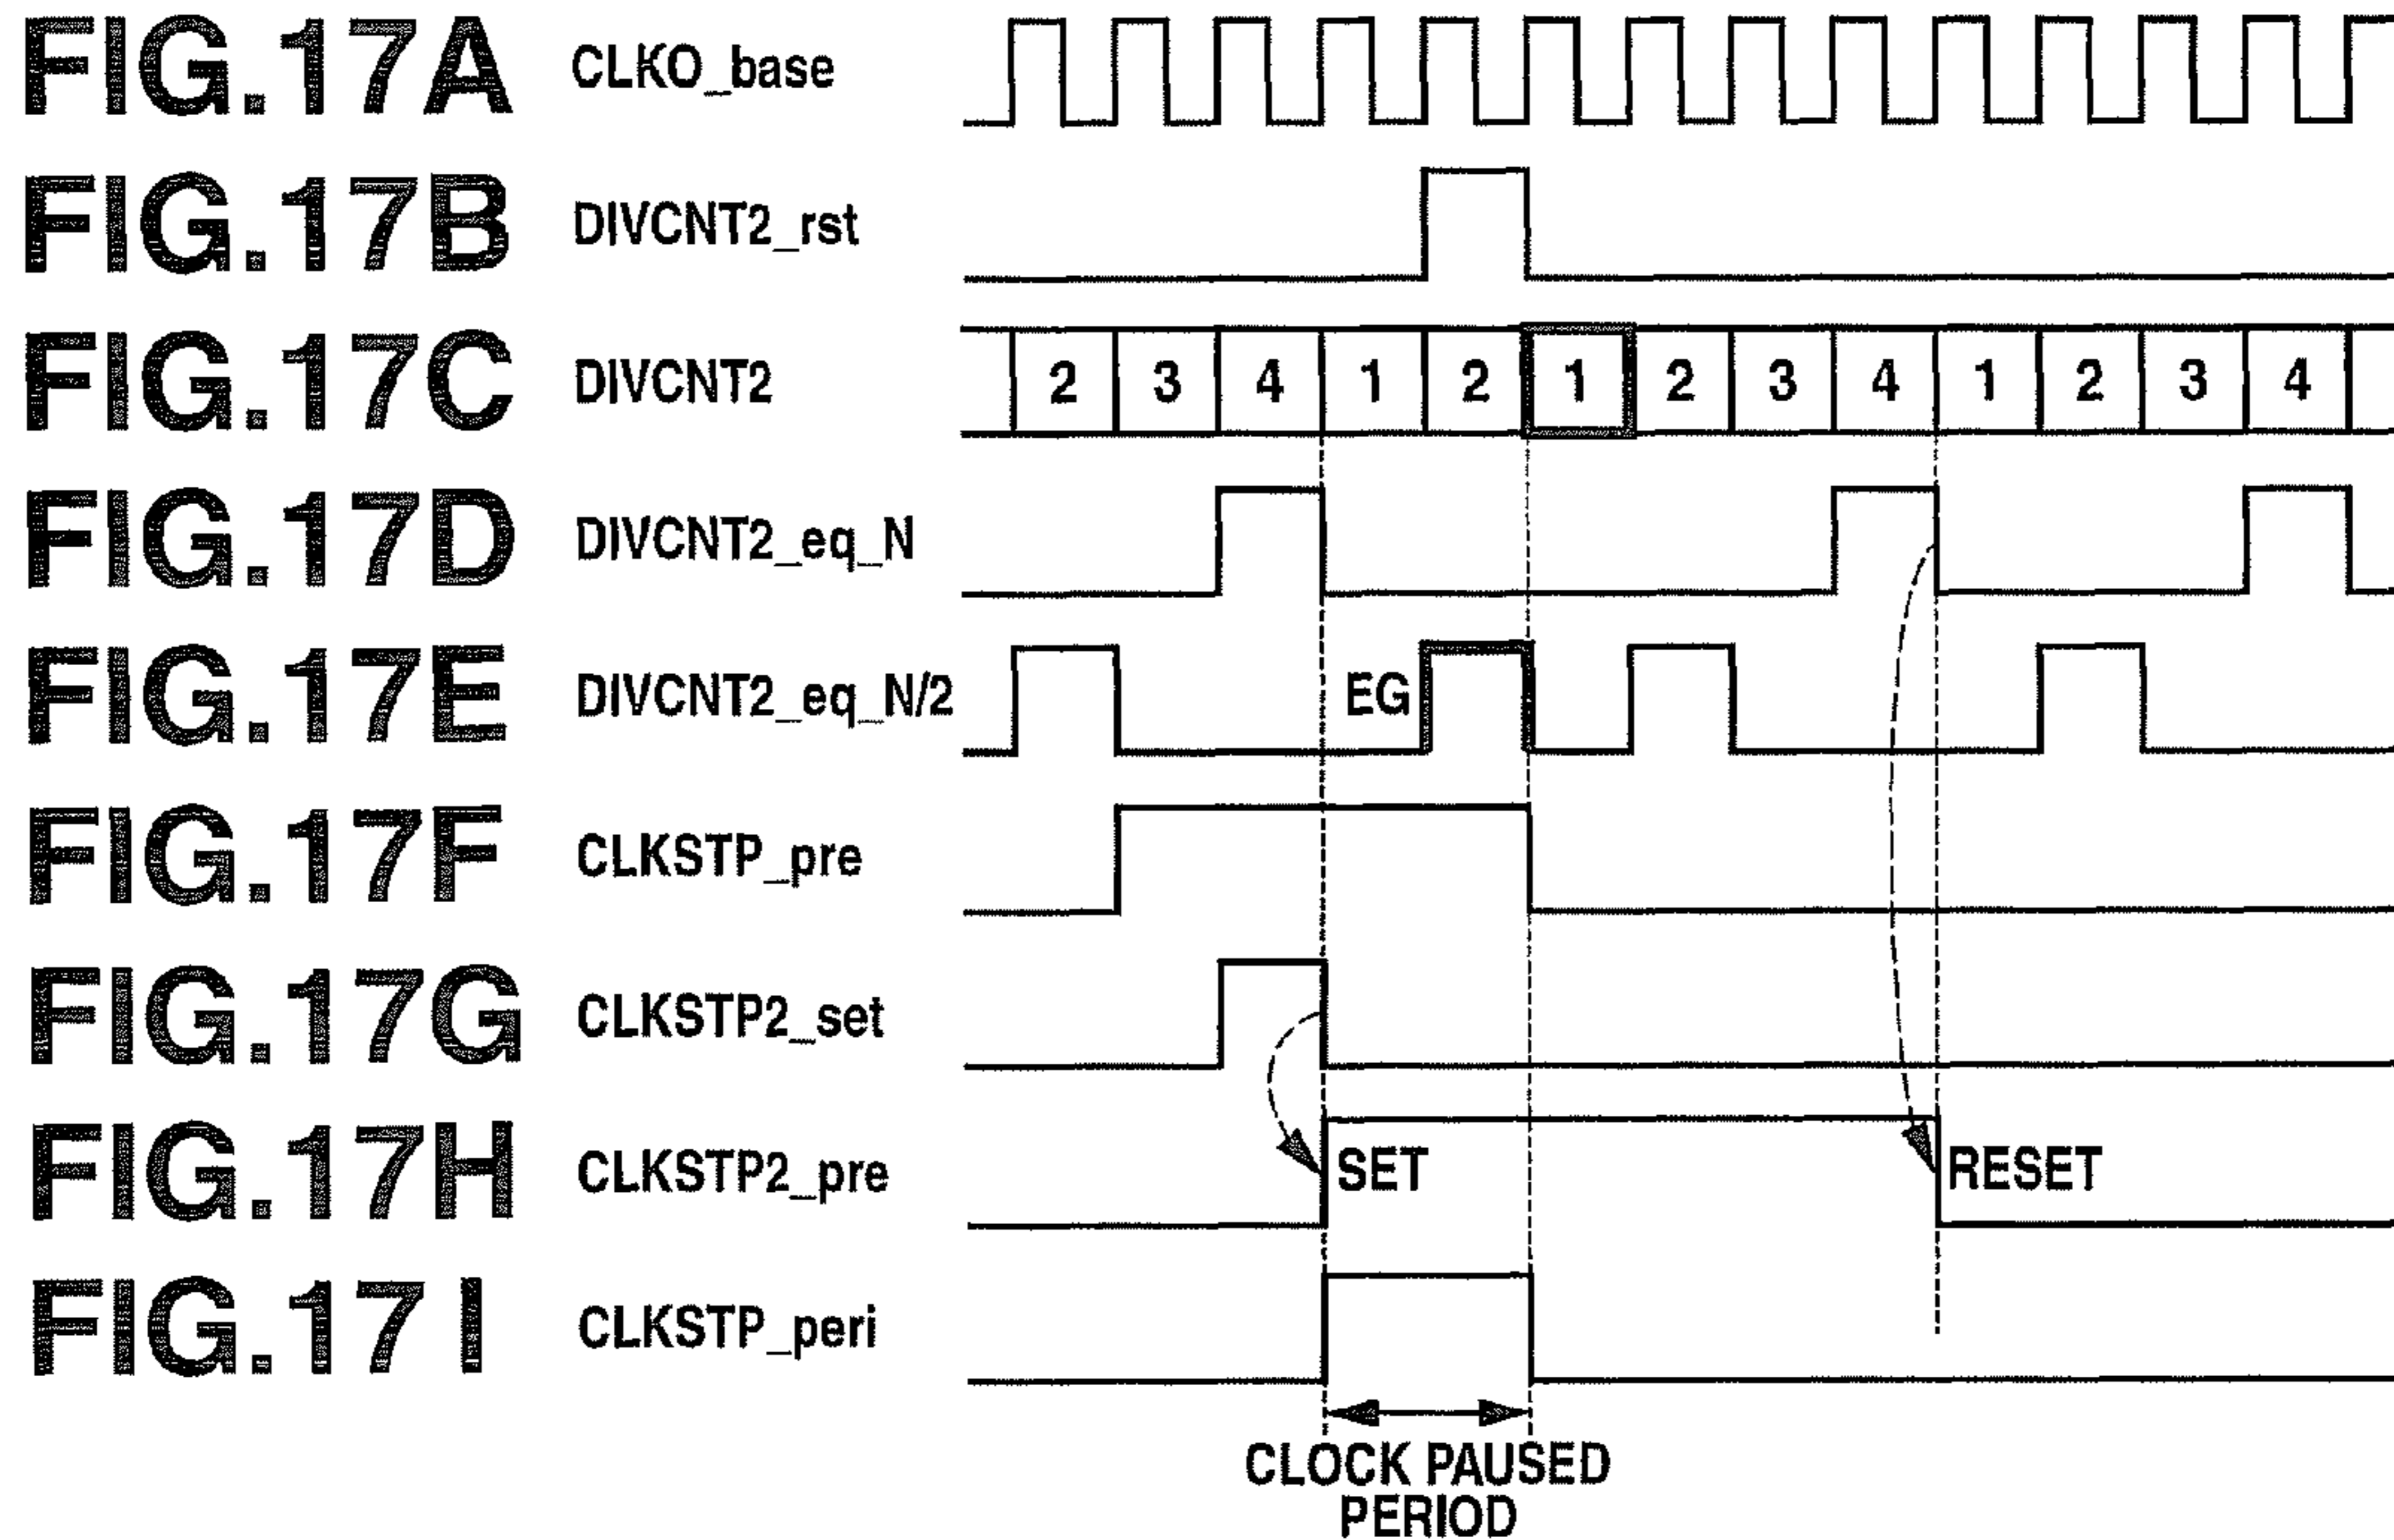 FIG.17A CLKO_base
FIG.17B DIVCNT2_rst
FIG.17C DIVCNT2 2 3 4 1 2 1 2 3 4 1 2 3 4
FIG.17D DIVCNT2_eq_N
FIG.17E DIVCNT2_eq_N/2 EG
FIG.17F CLKSTP_pre
FIG.17G CLKSTP2_set
FIG.17H CLKSTP2_pre SET RESET
FIG.17I CLKSTP_peri
CLOCK PAUSED
PERIOD